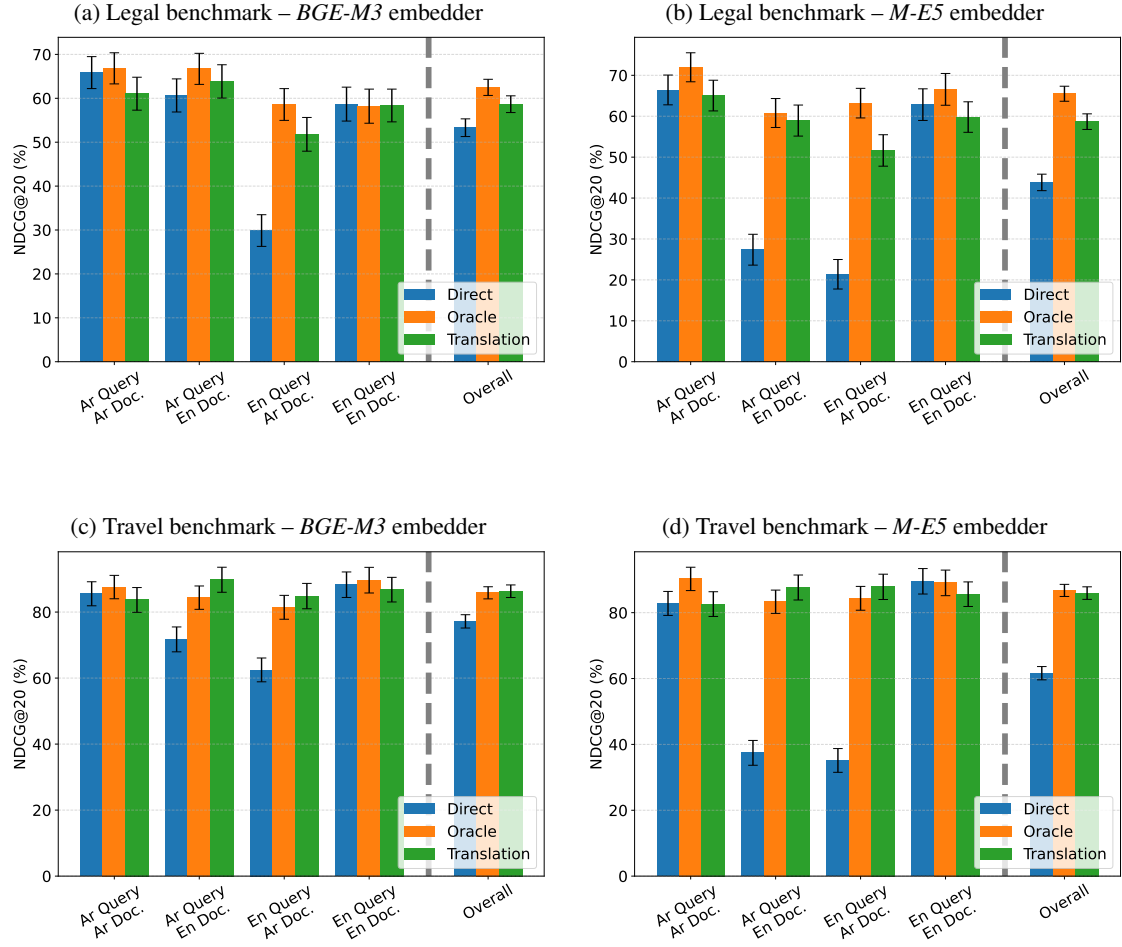 (a) Legal benchmark – BGE-M3 embedder
NDCG@20 (%)
70
60
50
40
30
20
10
0
Direct
Oracle
Translation
Ar Query
Ar Doc.
Ar Query
En Doc.
En Query
Ar Doc.
En Query
En Doc.
Overall
(b) Legal benchmark – M-E5 embedder
NDCG@20 (%)
70
60
50
40
30
20
10
0
Direct
Oracle
Translation
Ar Query
Ar Doc.
Ar Query
En Doc.
En Query
Ar Doc.
En Query
En Doc.
Overall
(c) Travel benchmark – BGE-M3 embedder
NDCG@20 (%)
80
60
40
20
0
Direct
Oracle
Translation
Ar Query
Ar Doc.
Ar Query
En Doc.
En Query
Ar Doc.
En Query
En Doc.
Overall
(d) Travel benchmark – M-E5 embedder
NDCG@20 (%)
80
60
40
20
0
Direct
Oracle
Translation
Ar Query
Ar Doc.
Ar Query
En Doc.
En Query
Ar Doc.
En Query
En Doc.
Overall